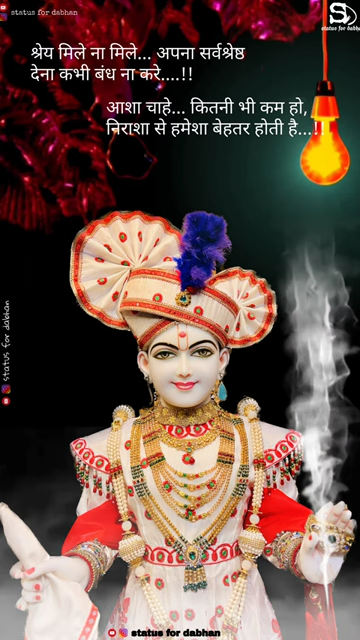 status for dabhan
SD
status for dabhan
श्रेय मिले ना मिले... अपना सर्वश्रेष्ठ
देना कभी बंध ना करे....!!
आशा चाहे... कितनी भी कम हो,
निराशा से हमेशा बेहतर होती है...!!
status for dabhan
status for dabhan